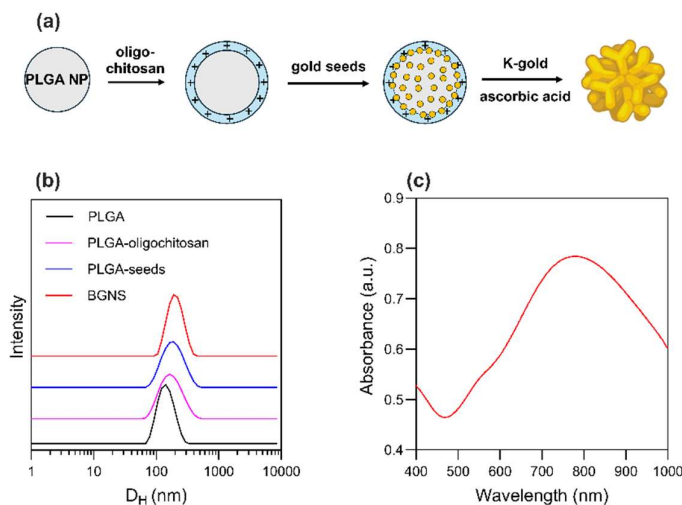 (a)
PLGA NP
oligo-
chitosan
gold seeds
K-gold
ascorbic acid
(b)
PLGA
PLGA-oligochitosan
PLGA-seeds
BGNS
Intensity
1 10 100 1000 10000
D_H (nm)
(c)
0.9
0.8
0.7
0.6
0.5
0.4
Absorbance (a.u.)
400 500 600 700 800 900 1000
Wavelength (nm)